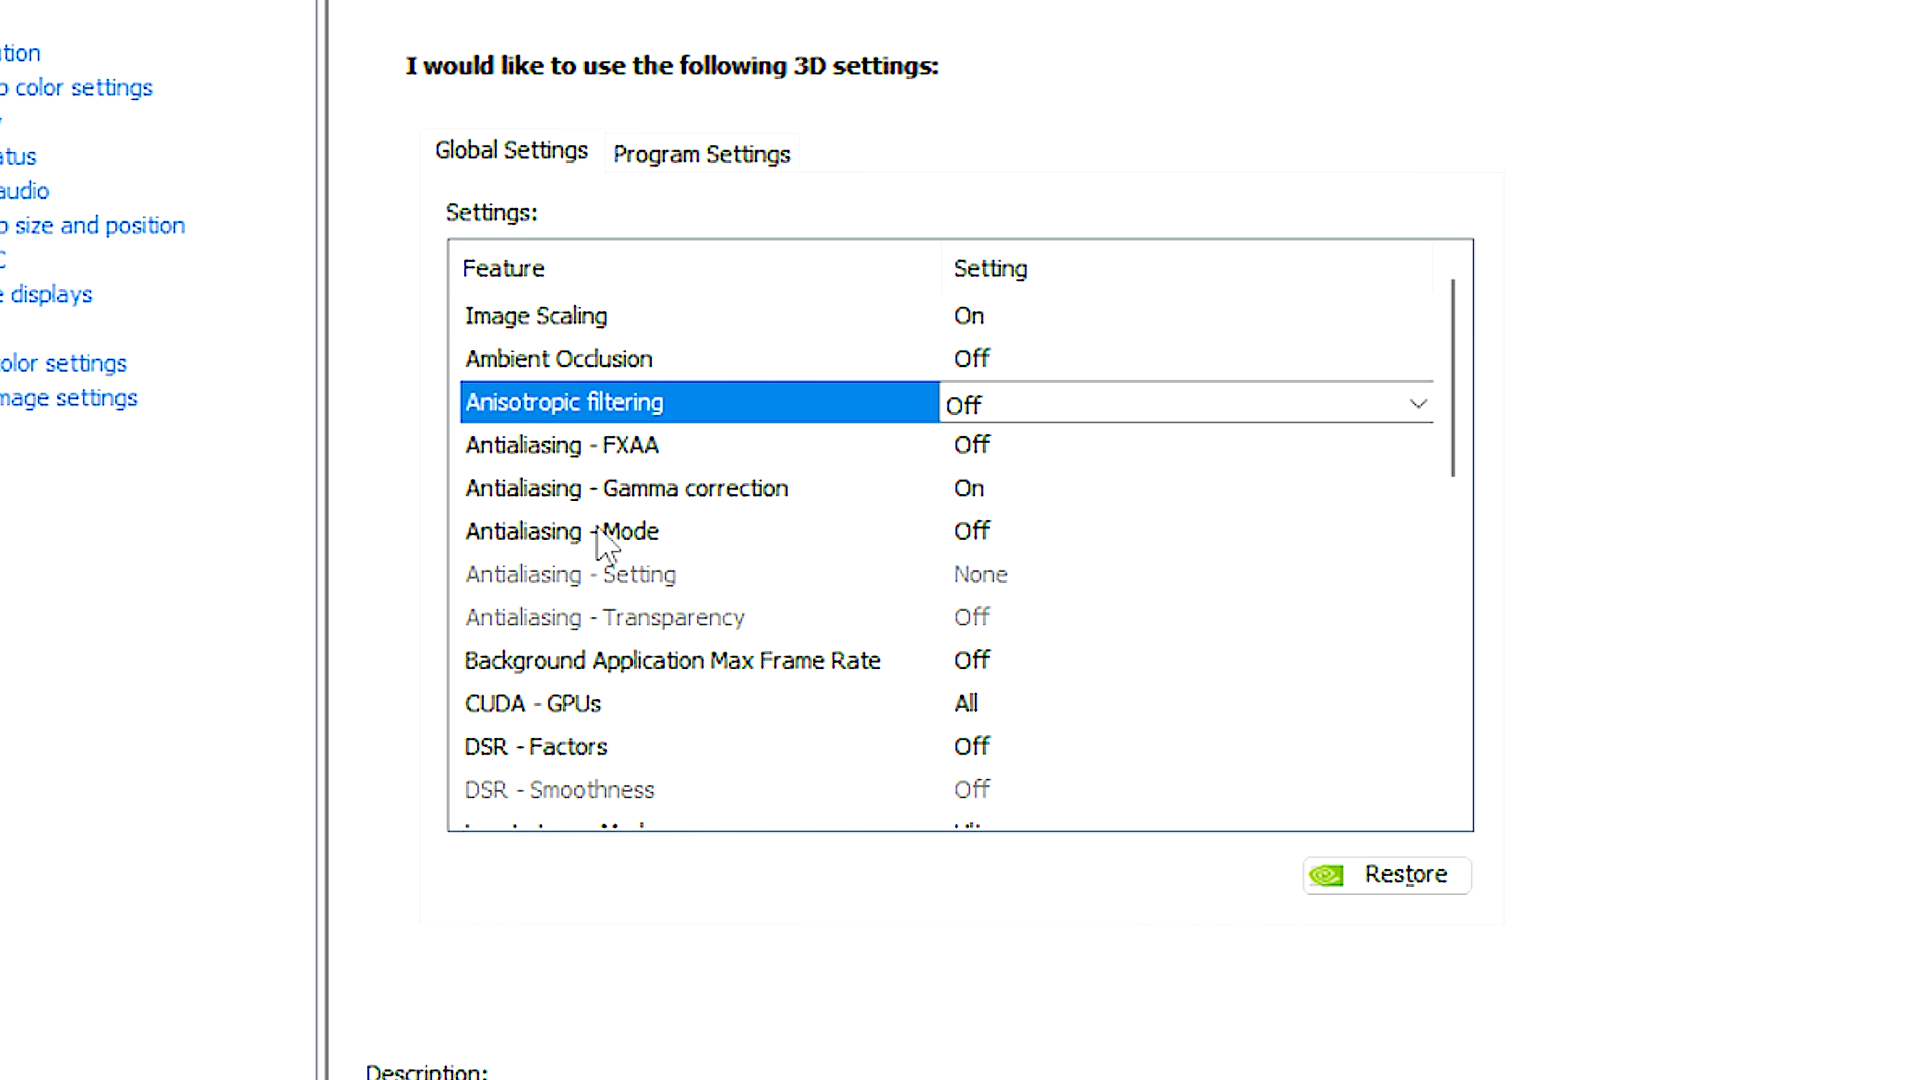 tion
color settings
atus
audio
size and position
displays
olor settings
mage settings
I would like to use the following 3D settings:
Global Settings
Program Settings
Settings:
Feature Setting
Image Scaling On
Ambient Occlusion Off
Anisotropic filtering Off
Antialiasing - FXAA Off
Antialiasing - Gamma correction On
Antialiasing - Mode Off
Antialiasing - Setting None
Antialiasing - Transparency Off
Background Application Max Frame Rate Off
CUDA - GPUs All
DSR - Factors Off
DSR - Smoothness Off
Restore
Description: